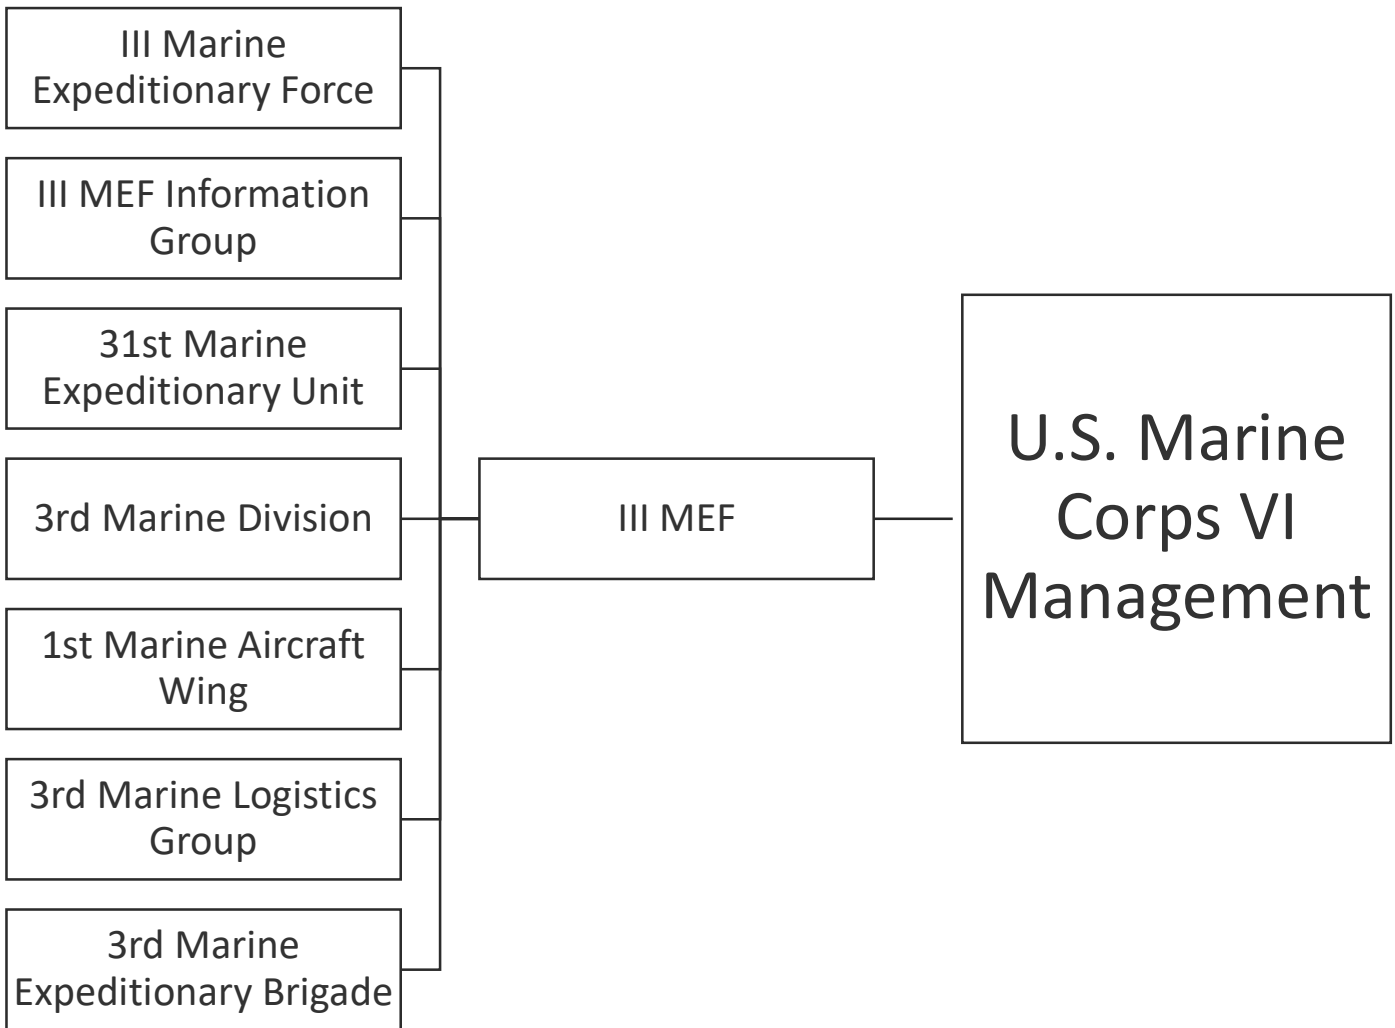 III Marine
Expeditionary Force
III MEF Information
Group
31st Marine
Expeditionary Unit
3rd Marine Division
1st Marine Aircraft
Wing
3rd Marine Logistics
Group
3rd Marine
Expeditionary Brigade
III MEF
U.S. Marine
Corps VI
Management